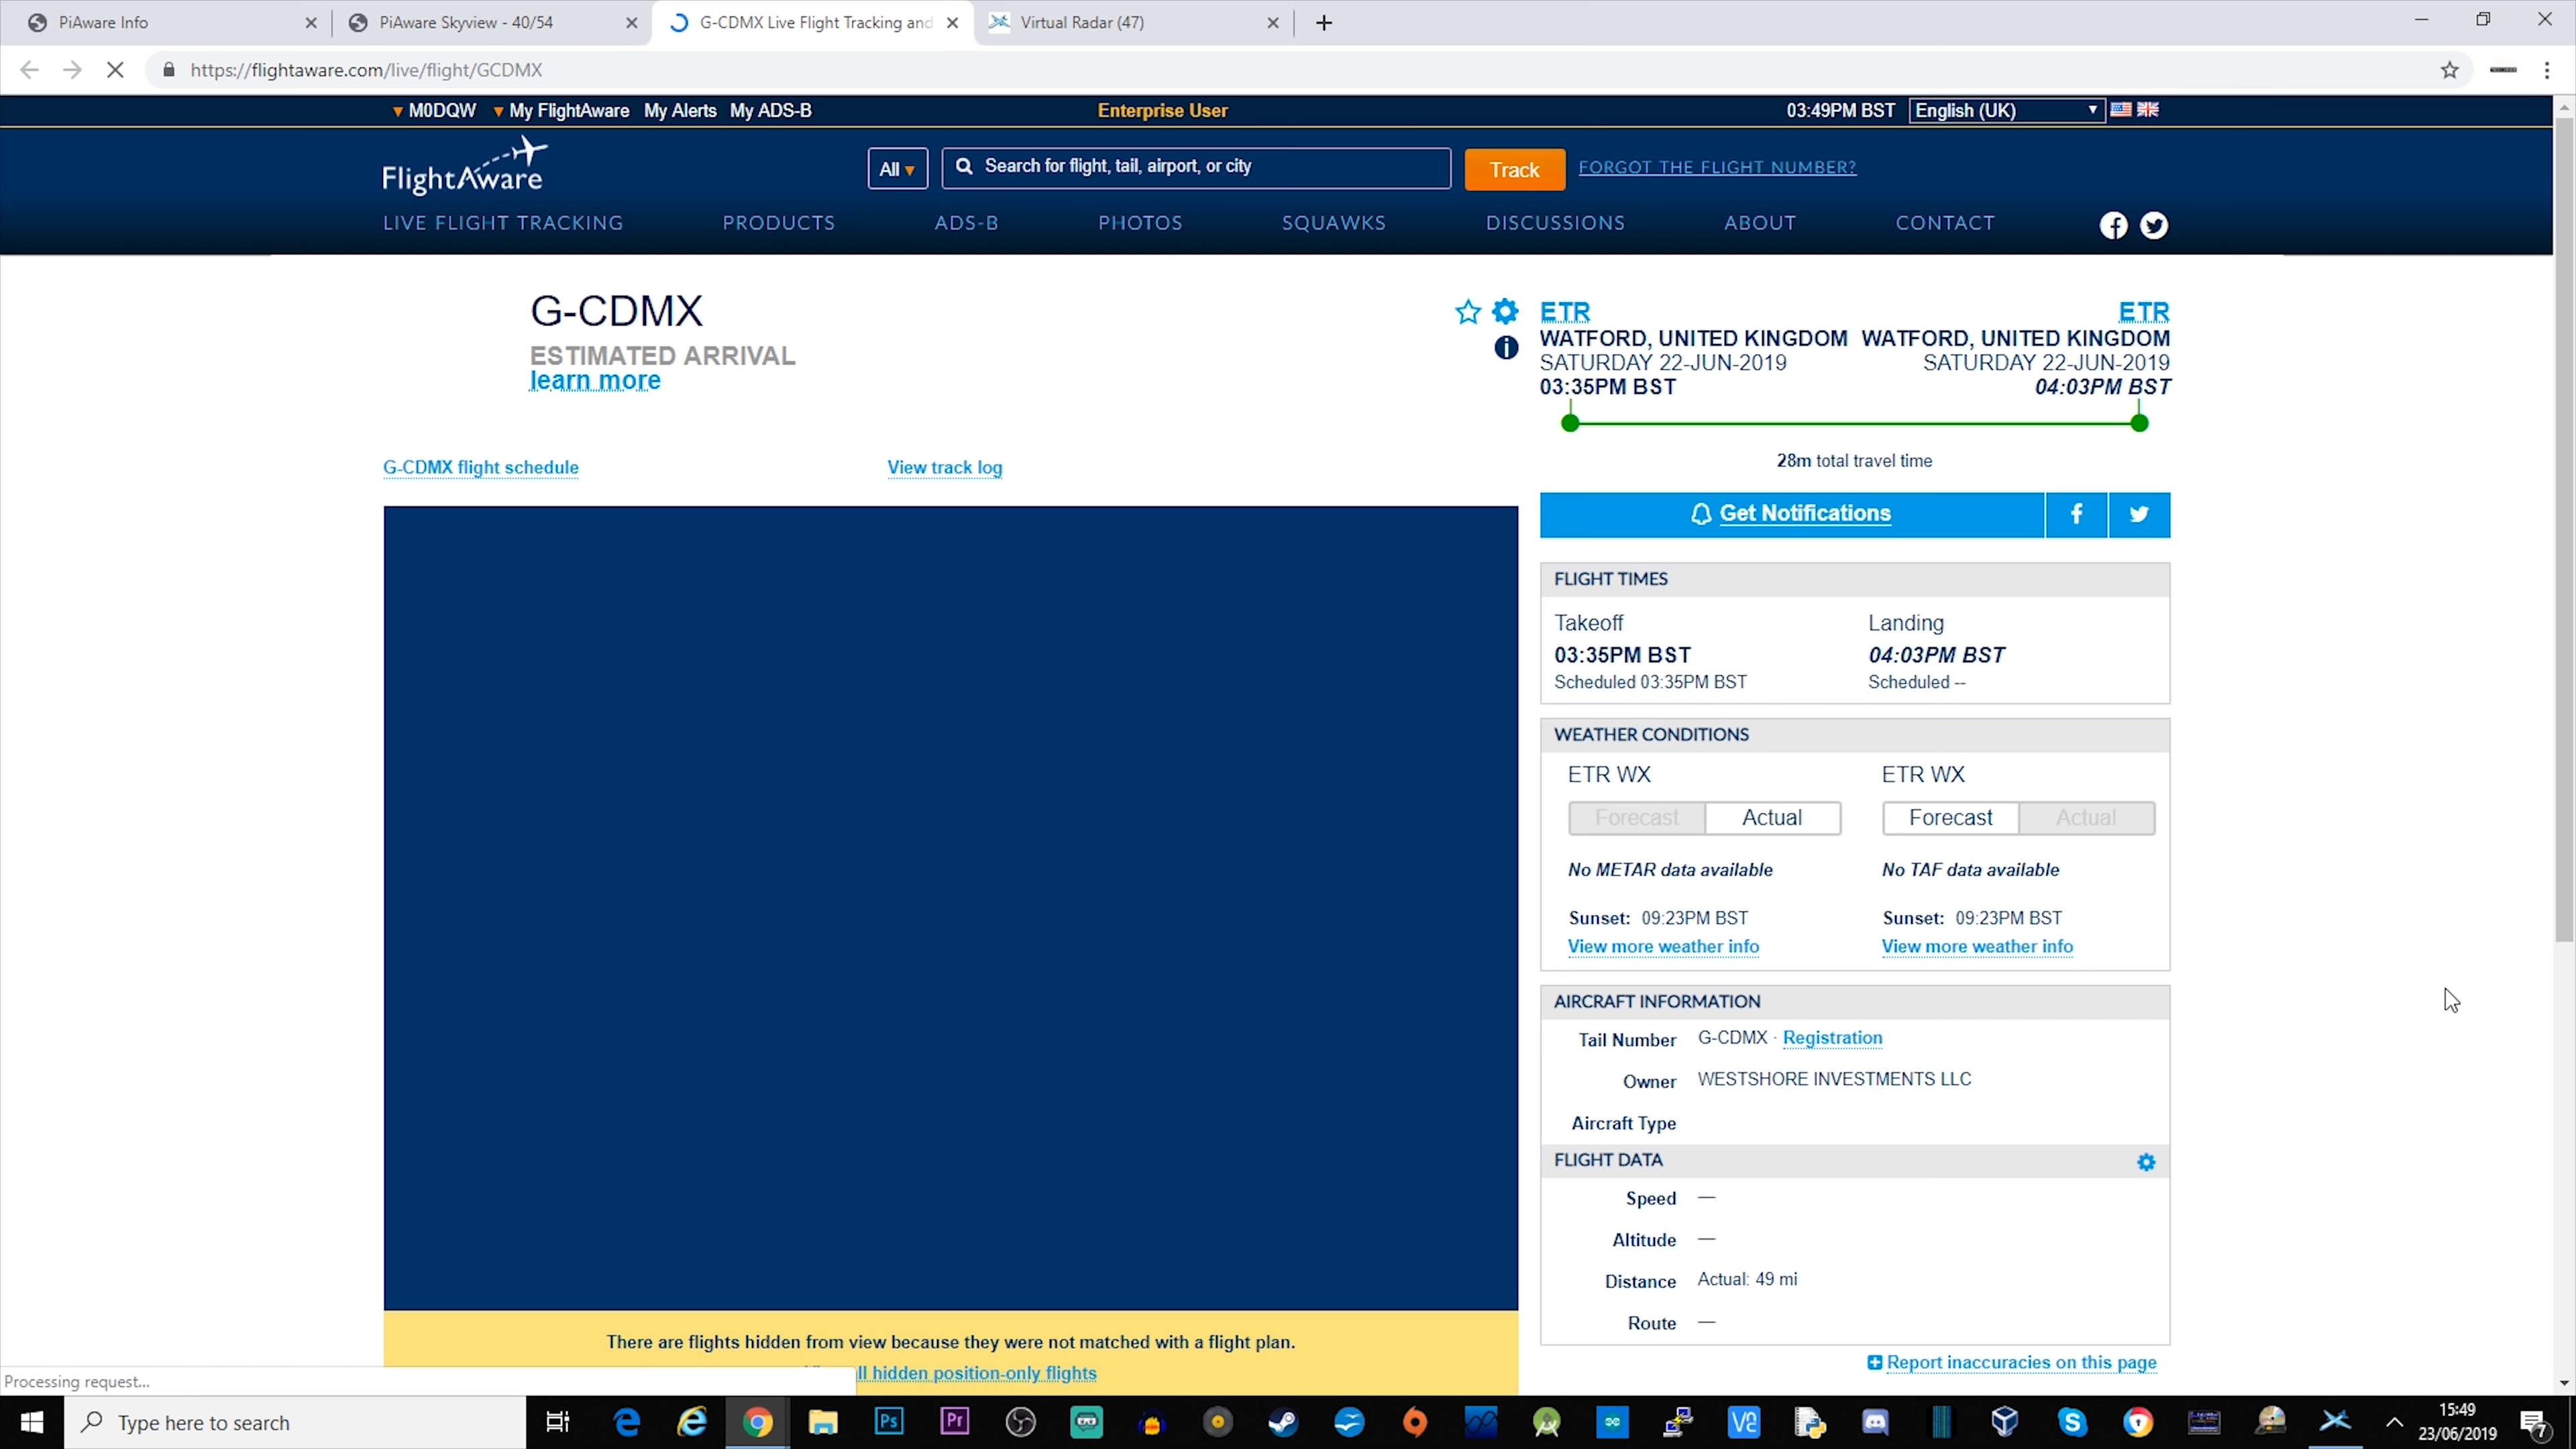 PiAware Info
PiAware Skyview - 40/54
G-CDMX Live Flight Tracking and
Virtual Radar (47)
https://flightaware.com/live/flight/GCDMX
M0DQW My FlightAware My Alerts My ADS-B
Enterprise User
03:49PM BST English (UK)
FlightAware
All Search for flight, tail, airport, or city Track FORGOT THE FLIGHT NUMBER?
LIVE FLIGHT TRACKING PRODUCTS ADS-B PHOTOS SQUAWKS DISCUSSIONS ABOUT CONTACT
G-CDMX
ESTIMATED ARRIVAL
learn more
G-CDMX flight schedule View track log
ETR ETR
WATFORD, UNITED KINGDOM WATFORD, UNITED KINGDOM
SATURDAY 22-JUN-2019 SATURDAY 22-JUN-2019
03:35PM BST 04:03PM BST
28m total travel time
Get Notifications
FLIGHT TIMES
Takeoff Landing
03:35PM BST 04:03PM BST
Scheduled 03:35PM BST Scheduled --
WEATHER CONDITIONS
ETR WX ETR WX
Forecast Actual Forecast Actual
No METAR data available No TAF data available
Sunset: 09:23PM BST Sunset: 09:23PM BST
View more weather info View more weather info
AIRCRAFT INFORMATION
Tail Number G-CDMX · Registration
Owner WESTSHORE INVESTMENTS LLC
Aircraft Type
FLIGHT DATA
Speed —
Altitude —
Distance Actual: 49 mi
Route —
Report inaccuracies on this page
There are flights hidden from view because they were not matched with a flight plan.
ll hidden position-only flights
Processing request...
Type here to search
Ps Pr
15:49
23/06/2019
7